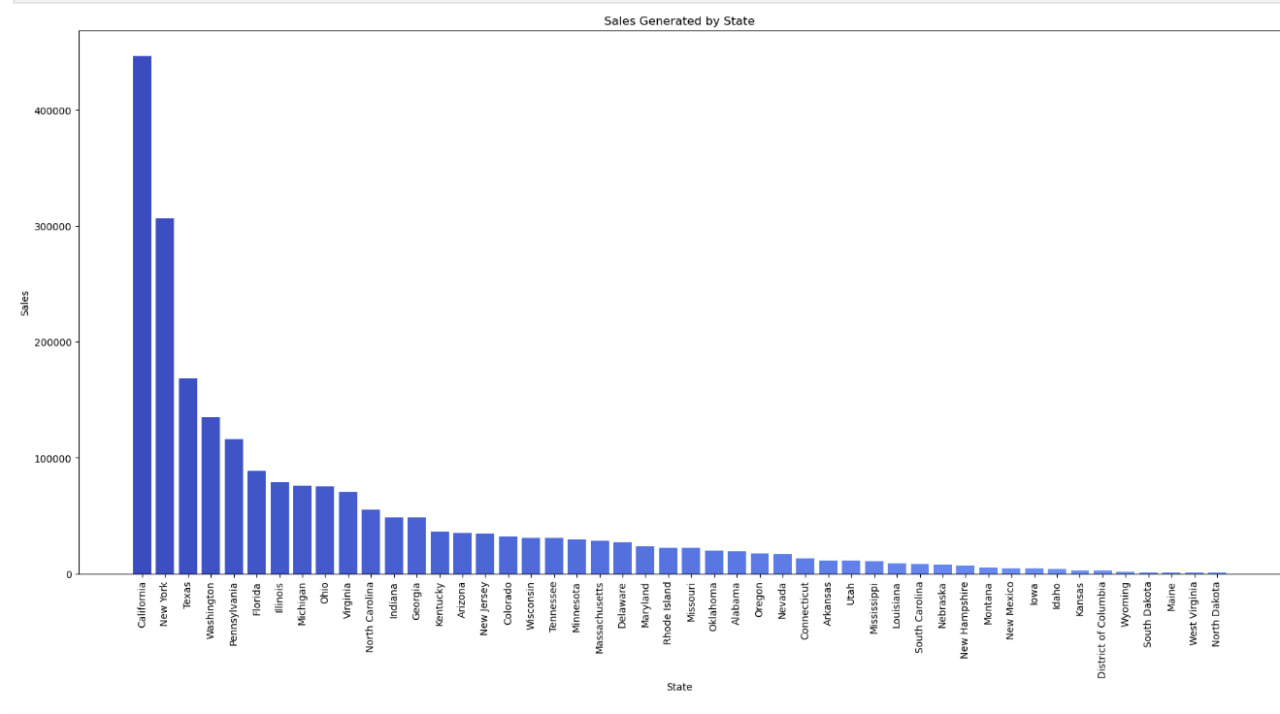 Sales Generated by State
400000
300000
200000
100000
0
Sales
California
New York
Texas
Washington
Pennsylvania
Florida
Illinois
Michigan
Ohio
Virginia
North Carolina
Indiana
Georgia
Kentucky
Arizona
New Jersey
Colorado
Wisconsin
Tennessee
Minnesota
Massachusetts
Delaware
Maryland
Rhode Island
Missouri
Oklahoma
Alabama
Oregon
Nevada
Connecticut
Arkansas
Utah
Mississippi
Louisiana
South Carolina
Nebraska
New Hampshire
Montana
New Mexico
Iowa
Idaho
Kansas
District of Columbia
Wyoming
South Dakota
Maine
West Virginia
North Dakota
State